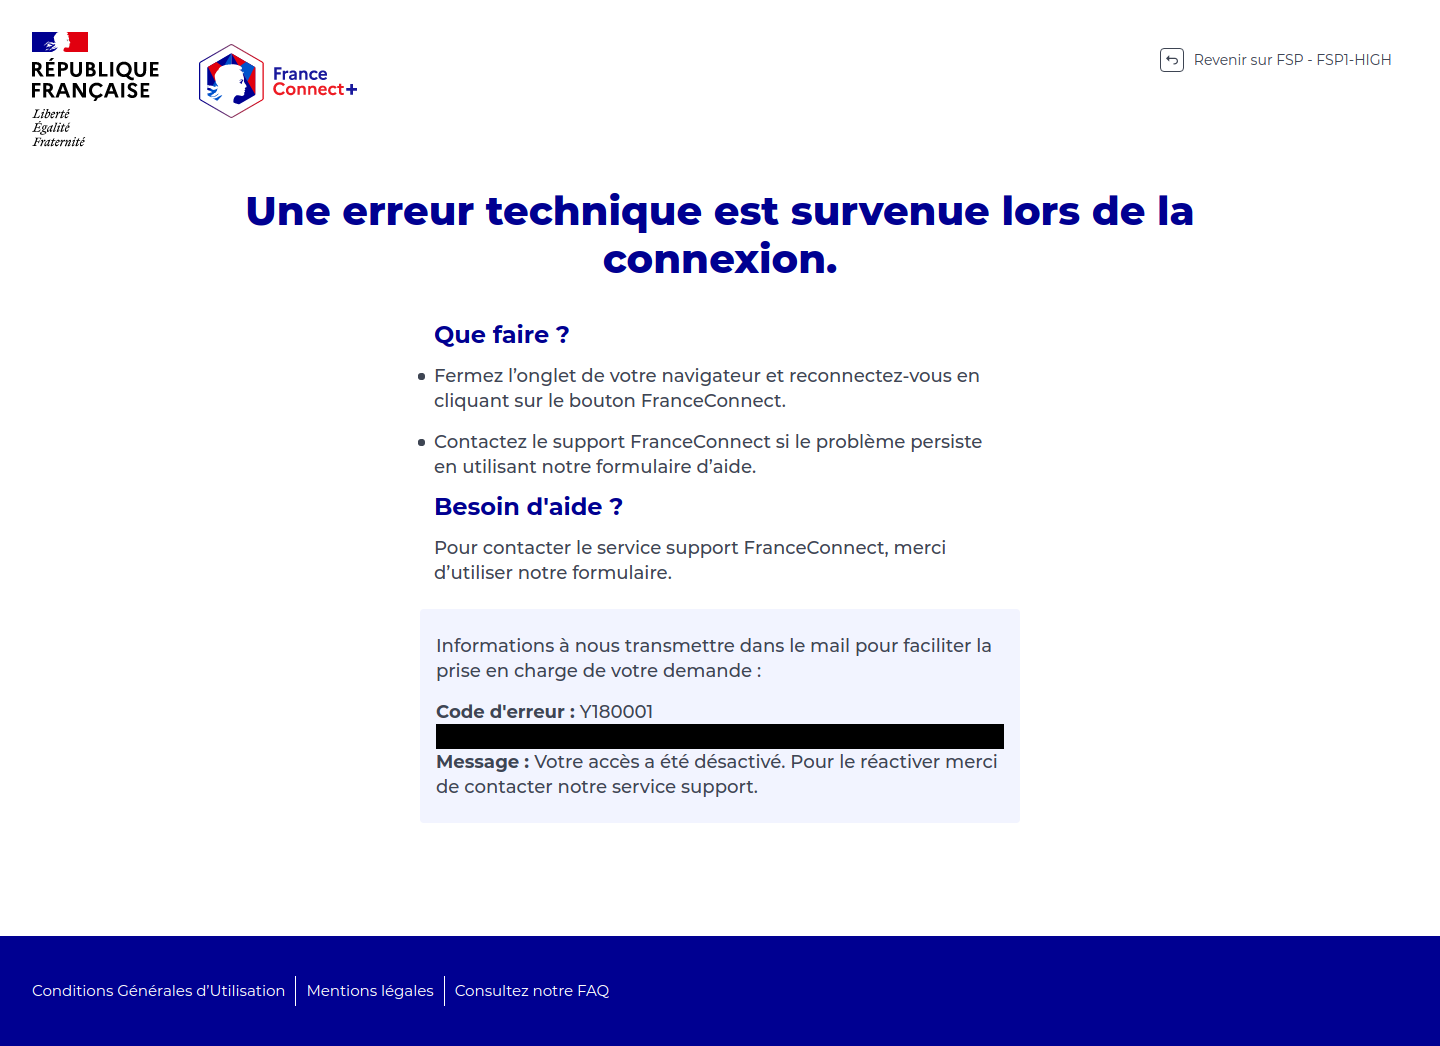 RÉPUBLIQUE
FRANÇAISE
Liberté
Égalité
Fraternité
France
Connect+
Revenir sur FSP - FSP1-HIGH
Une erreur technique est survenue lors de la
connexion.
Que faire ?
Fermez l’onglet de votre navigateur et reconnectez-vous en
cliquant sur le bouton FranceConnect.
Contactez le support FranceConnect si le problème persiste
en utilisant notre formulaire d’aide.
Besoin d'aide ?
Pour contacter le service support FranceConnect, merci
d’utiliser notre formulaire.
Informations à nous transmettre dans le mail pour faciliter la
prise en charge de votre demande :
Code d'erreur : Y180001
Message : Votre accès a été désactivé. Pour le réactiver merci
de contacter notre service support.
Conditions Générales d’Utilisation
Mentions légales
Consultez notre FAQ